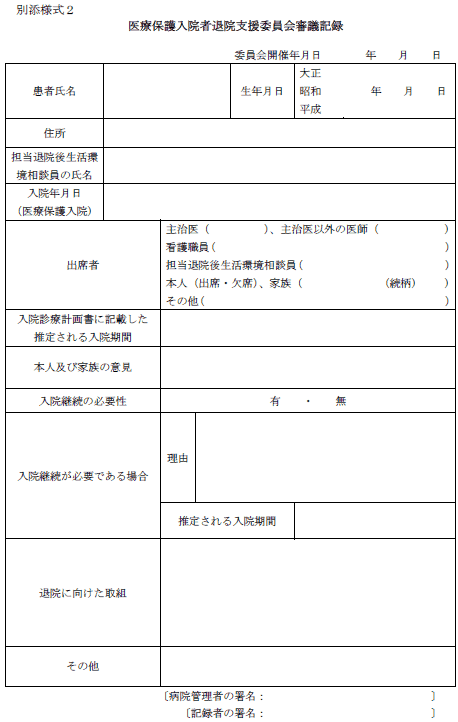 別添様式２
医療保護入院者退院支援委員会審議記録
委員会開催年月日　　　　年　　月　　日
患者氏名
生年月日
大正
昭和　　　　年　　月　　日
平成
住所
担当退院後生活環
境相談員の氏名
入院年月日
（医療保護入院）
出席者
主治医（　　　　　）、主治医以外の医師（　　　　　　）
看護職員（　　　　　　　　　　　　　　　　　　　　　）
担当退院後生活環境相談員（　　　　　　　　　　　　　）
本人（出席・欠席）、家族（　　　　　　　　（続柄）　　）
その他（　　　　　　　　　　　　　　　　　　　　　　）
入院診療計画書に記載した
推定される入院期間
本人及び家族の意見
入院継続の必要性
有　・　無
入院継続が必要である場合
理由
推定される入院期間
退院に向けた取組
その他
〔病院管理者の署名：　　　　　　　　　　　　　　　〕
〔記録者の署名：　　　　　　　　　　　　　　　〕